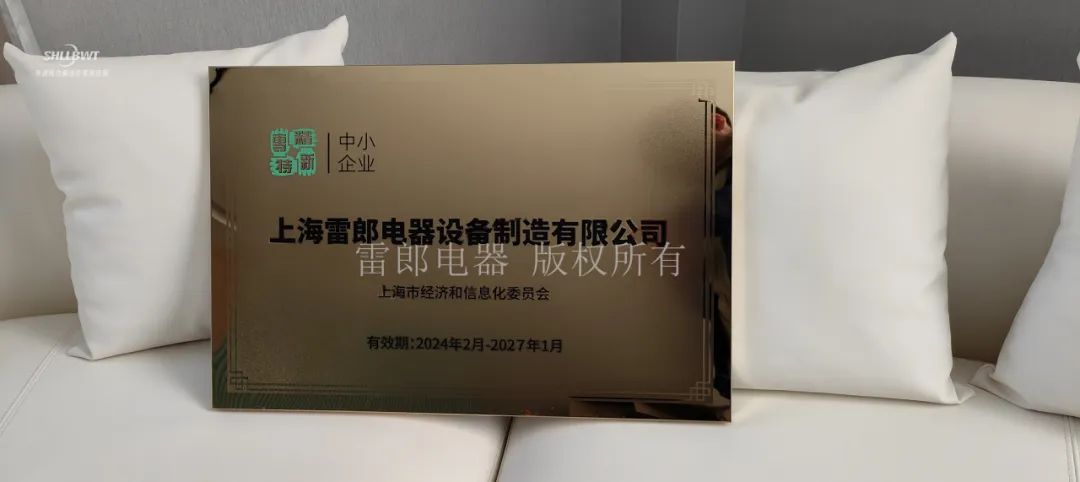 SHLLBWT
專精特新
中小
企业
上海雷郎电器设备制造有限公司
雷郎电器 版权所有
上海市经济和信息化委员会
有效期：2024年2月-2027年1月